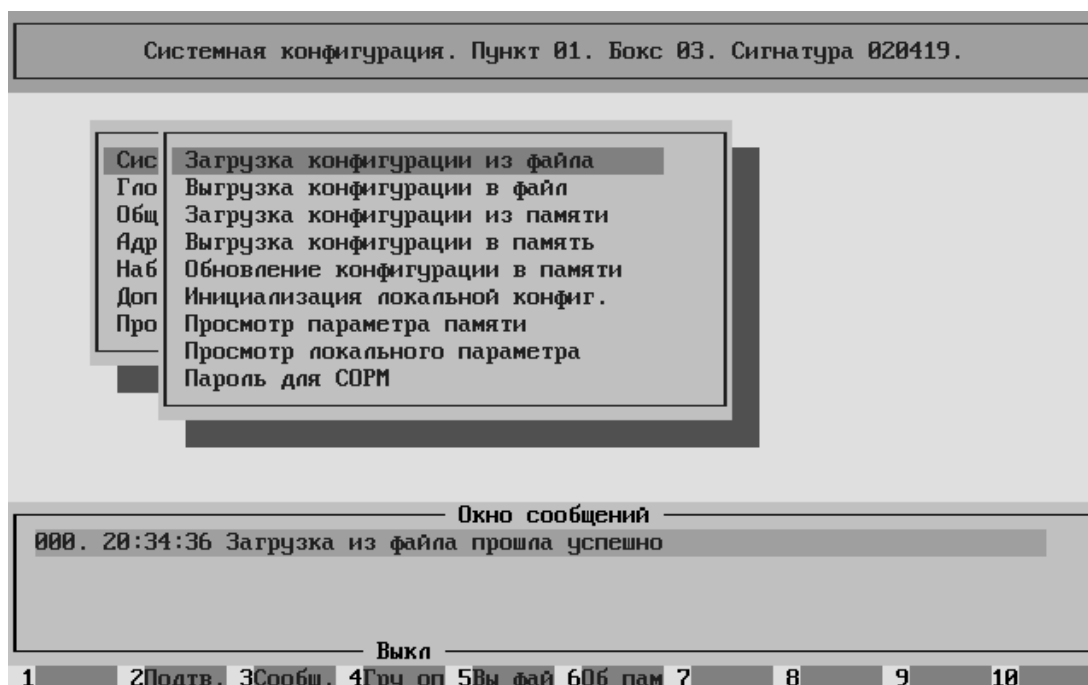 Системная конфигурация. Пункт 01. Бокс 03. Сигнатура 020419.
Сис
Гло
Общ
Адр
Наб
Доп
Про
Загрузка конфигурации из файла
Выгрузка конфигурации в файл
Загрузка конфигурации из памяти
Выгрузка конфигурации в память
Обновление конфигурации в памяти
Инициализация локальной конфиг.
Просмотр параметра памяти
Просмотр локального параметра
Пароль для СОРМ
Окно сообщений
000. 20:34:36 Загрузка из файла прошла успешно
Выкл
1 2Подтв. 3Сообщ. 4Гру оп 5Вы фай 6Об пам 7 8 9 10